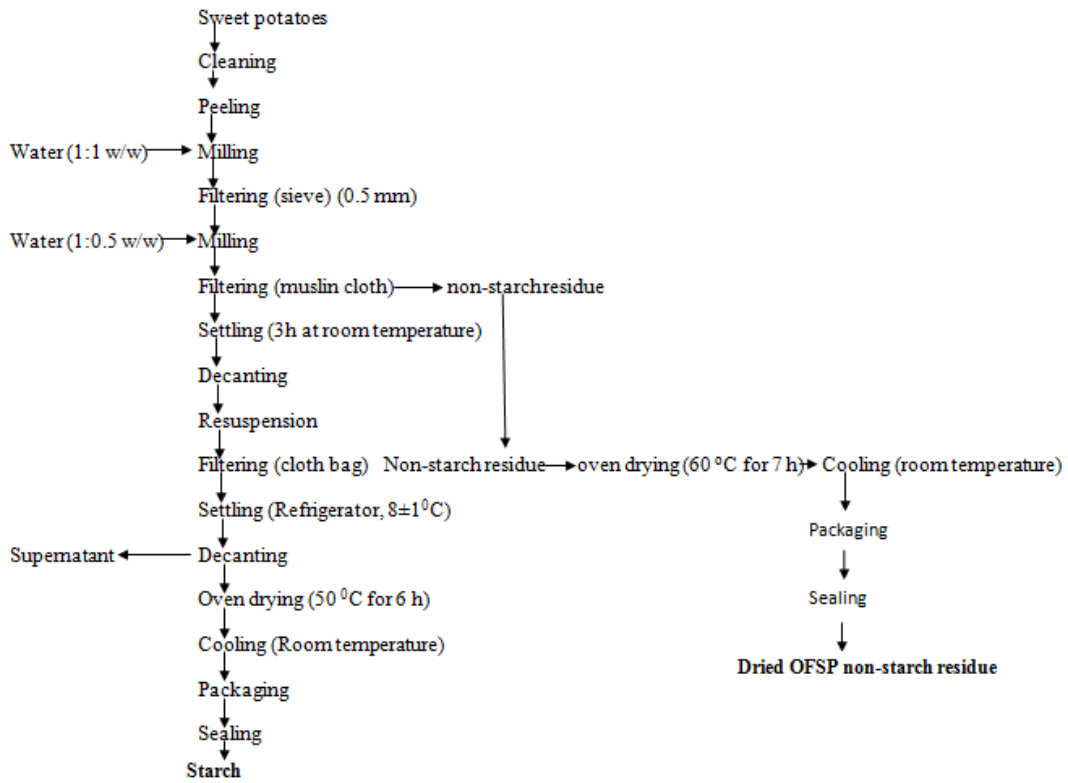 Sweet potatoes
Cleaning
Peeling
Water (1:1 w/w) Milling
Filtering (sieve) (0.5 mm)
Water (1:0.5 w/w) Milling
Filtering (muslin cloth) non-starchresidue
Settling (3h at room temperature)
Decanting
Resuspension
Filtering (cloth bag) Non-starch residue oven drying (60 ⁰C for 7 h) Cooling (room temperature)
Settling (Refrigerator, 8±1⁰C)
Packaging
Supernatant Decanting
Oven drying (50 ⁰C for 6 h)
Sealing
Cooling (Room temperature)
Dried OFSP non-starch residue
Packaging
Sealing
Starch